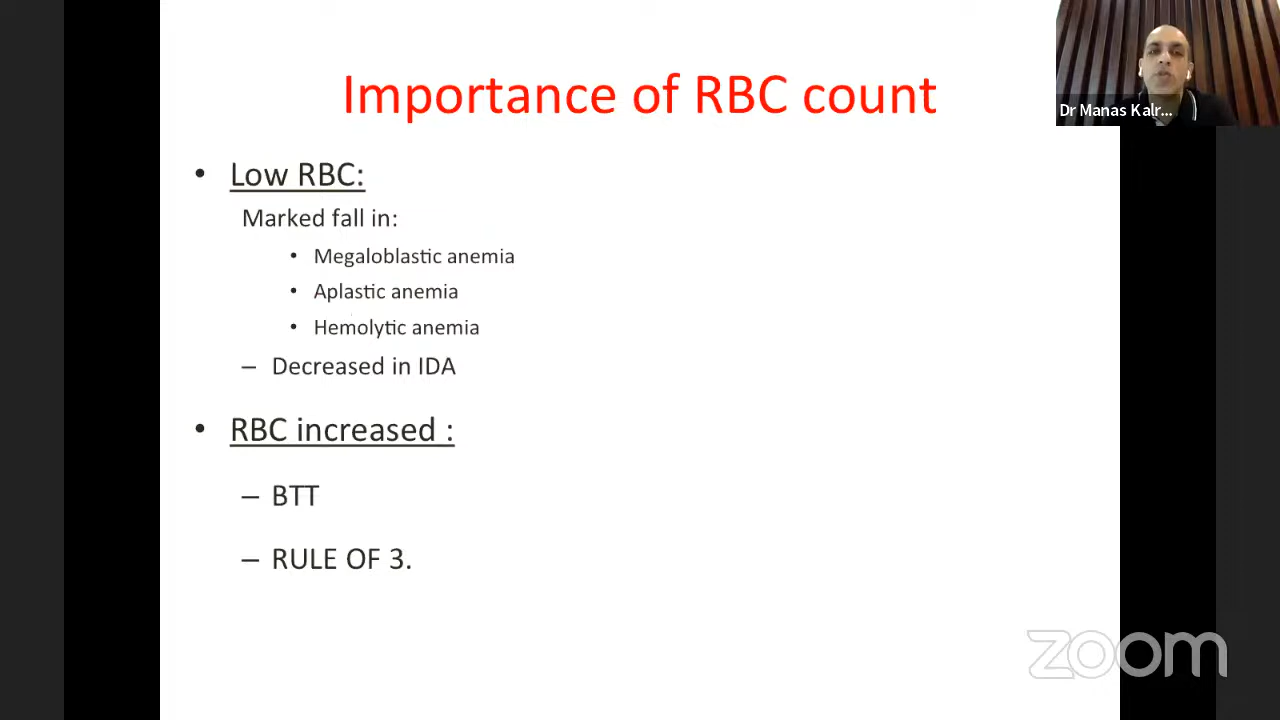 Importance of RBC count
Dr Manas Kalr...
• Low RBC:
Marked fall in:
• Megaloblastic anemia
• Aplastic anemia
• Hemolytic anemia
– Decreased in IDA
• RBC increased :
– BTT
– RULE OF 3.
zoom